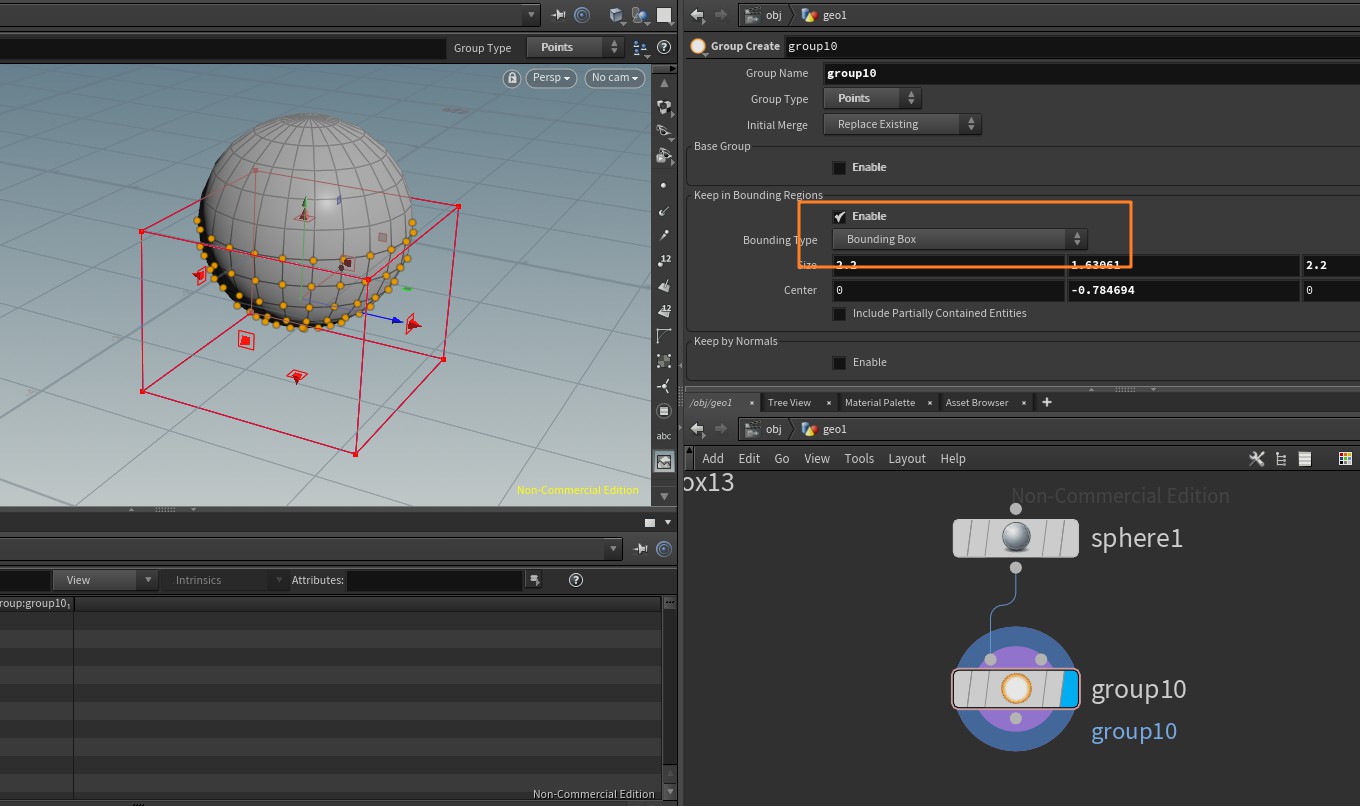 Group Type Points
Persp No cam
12
12
abc
Non-Commercial Edition
View Intrinsics Attributes:
roup:group10₁
Non-Commercial Edition
obj geo1
Group Create group10
Group Name group10
Group Type Points
Initial Merge Replace Existing
Base Group
Enable
Keep in Bounding Regions
Enable
Bounding Type Bounding Box
Size 2.2 1.63061 2.2
Center 0 -0.784694 0
Include Partially Contained Entities
Keep by Normals
Enable
/obj/geo1 × Tree View × Material Palette × Asset Browser × +
obj geo1
Add Edit Go View Tools Layout Help
ox13
Non-Commercial Edition
sphere1
group10
group10